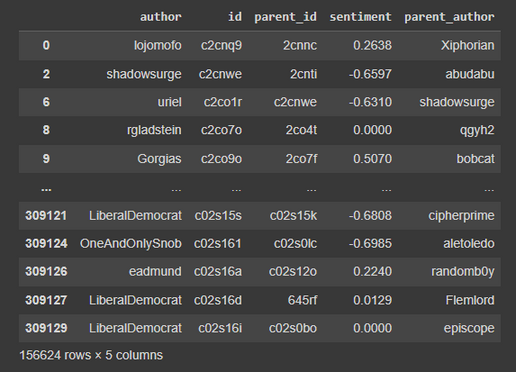 author id parent_id sentiment parent_author
0 lojomofo c2cnq9 2cnnc 0.2638 Xiphorian
2 shadowsurge c2cnwe 2cnti -0.6597 abudabu
6 uriel c2co1r c2cnwe -0.6310 shadowsurge
8 rgladstein c2co7o 2co4t 0.0000 qgyh2
9 Gorgias c2co9o 2co7f 0.5070 bobcat
... ... ... ... ... ...
309121 LiberalDemocrat c02s15s c02s15k -0.6808 cipherprime
309124 OneAndOnlySnob c02s161 c02s0lc -0.6985 aletoledo
309126 eadmund c02s16a c02s12o 0.2240 randomb0y
309127 LiberalDemocrat c02s16d 645rf 0.0129 Flemlord
309129 LiberalDemocrat c02s16i c02s0bo 0.0000 episcope
156624 rows × 5 columns